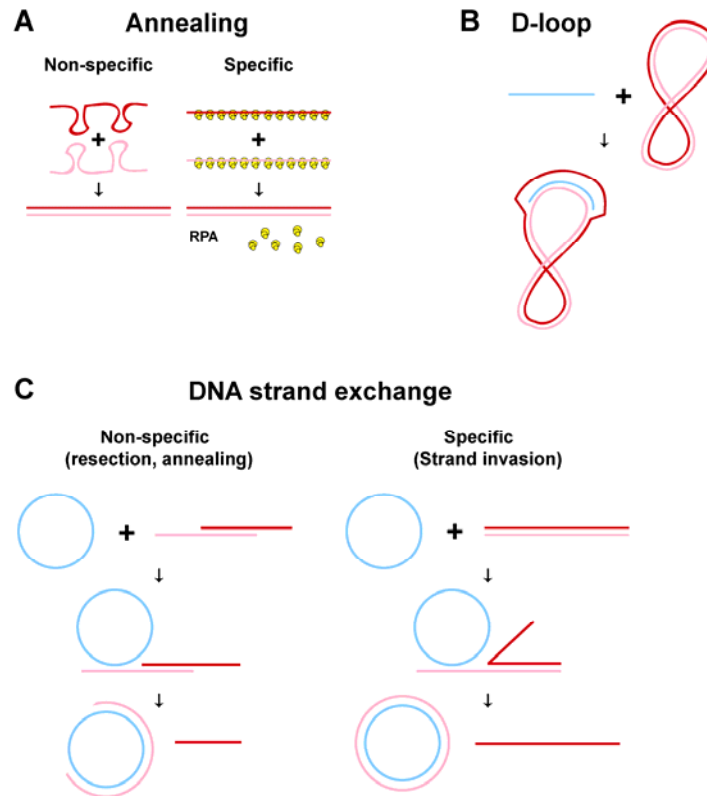 A
Annealing
Non-specific
Specific
+
+
↓
↓
RPA
B
D-loop
+
↓
C
DNA strand exchange
Non-specific
(resection, annealing)
Specific
(Strand invasion)
+
+
↓
↓
↓
↓